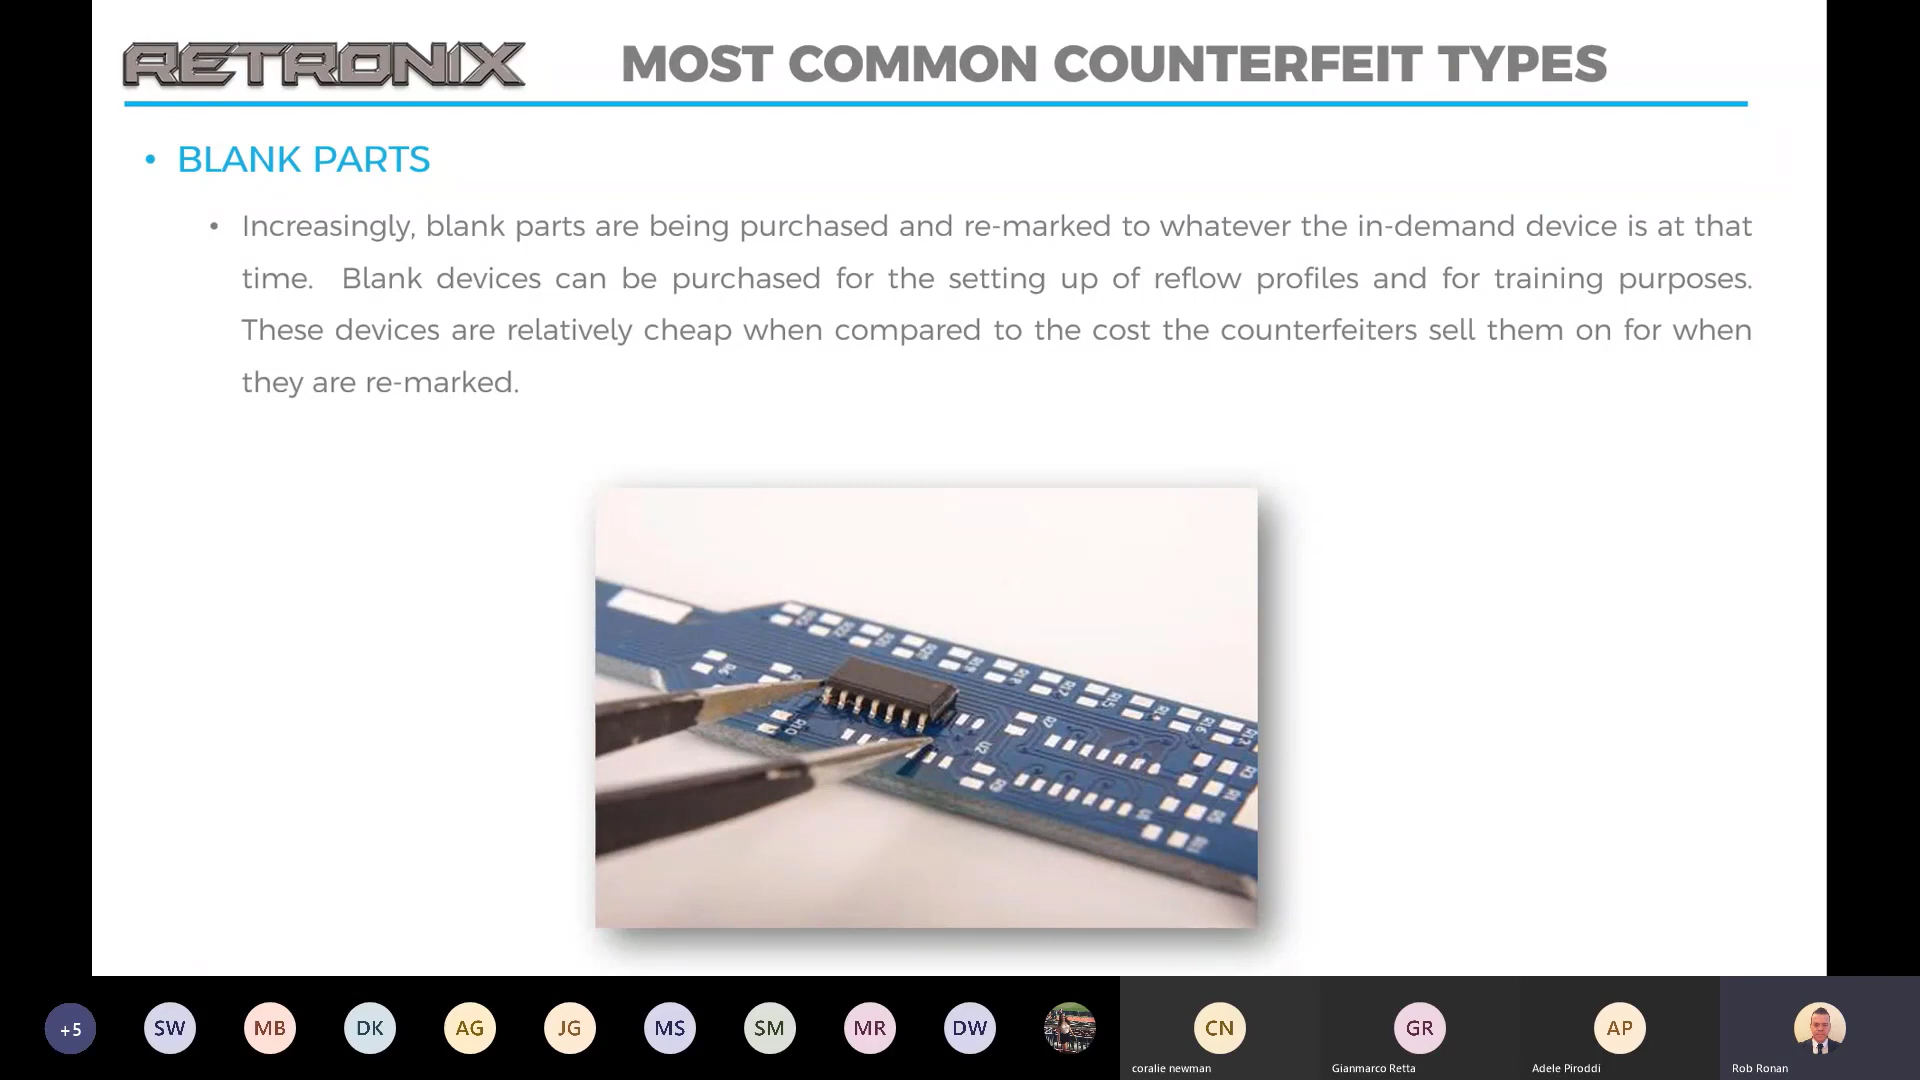 RETRONIX
MOST COMMON COUNTERFEIT TYPES
• BLANK PARTS
• Increasingly, blank parts are being purchased and re-marked to whatever the in-demand device is at that
time. Blank devices can be purchased for the setting up of reflow profiles and for training purposes.
These devices are relatively cheap when compared to the cost the counterfeiters sell them on for when
they are re-marked.
+5
SW
MB
DK
AG
JG
MS
SM
MR
DW
CN
coralie newman
GR
Gianmarco Retta
AP
Adele Piroddi
Rob Ronan